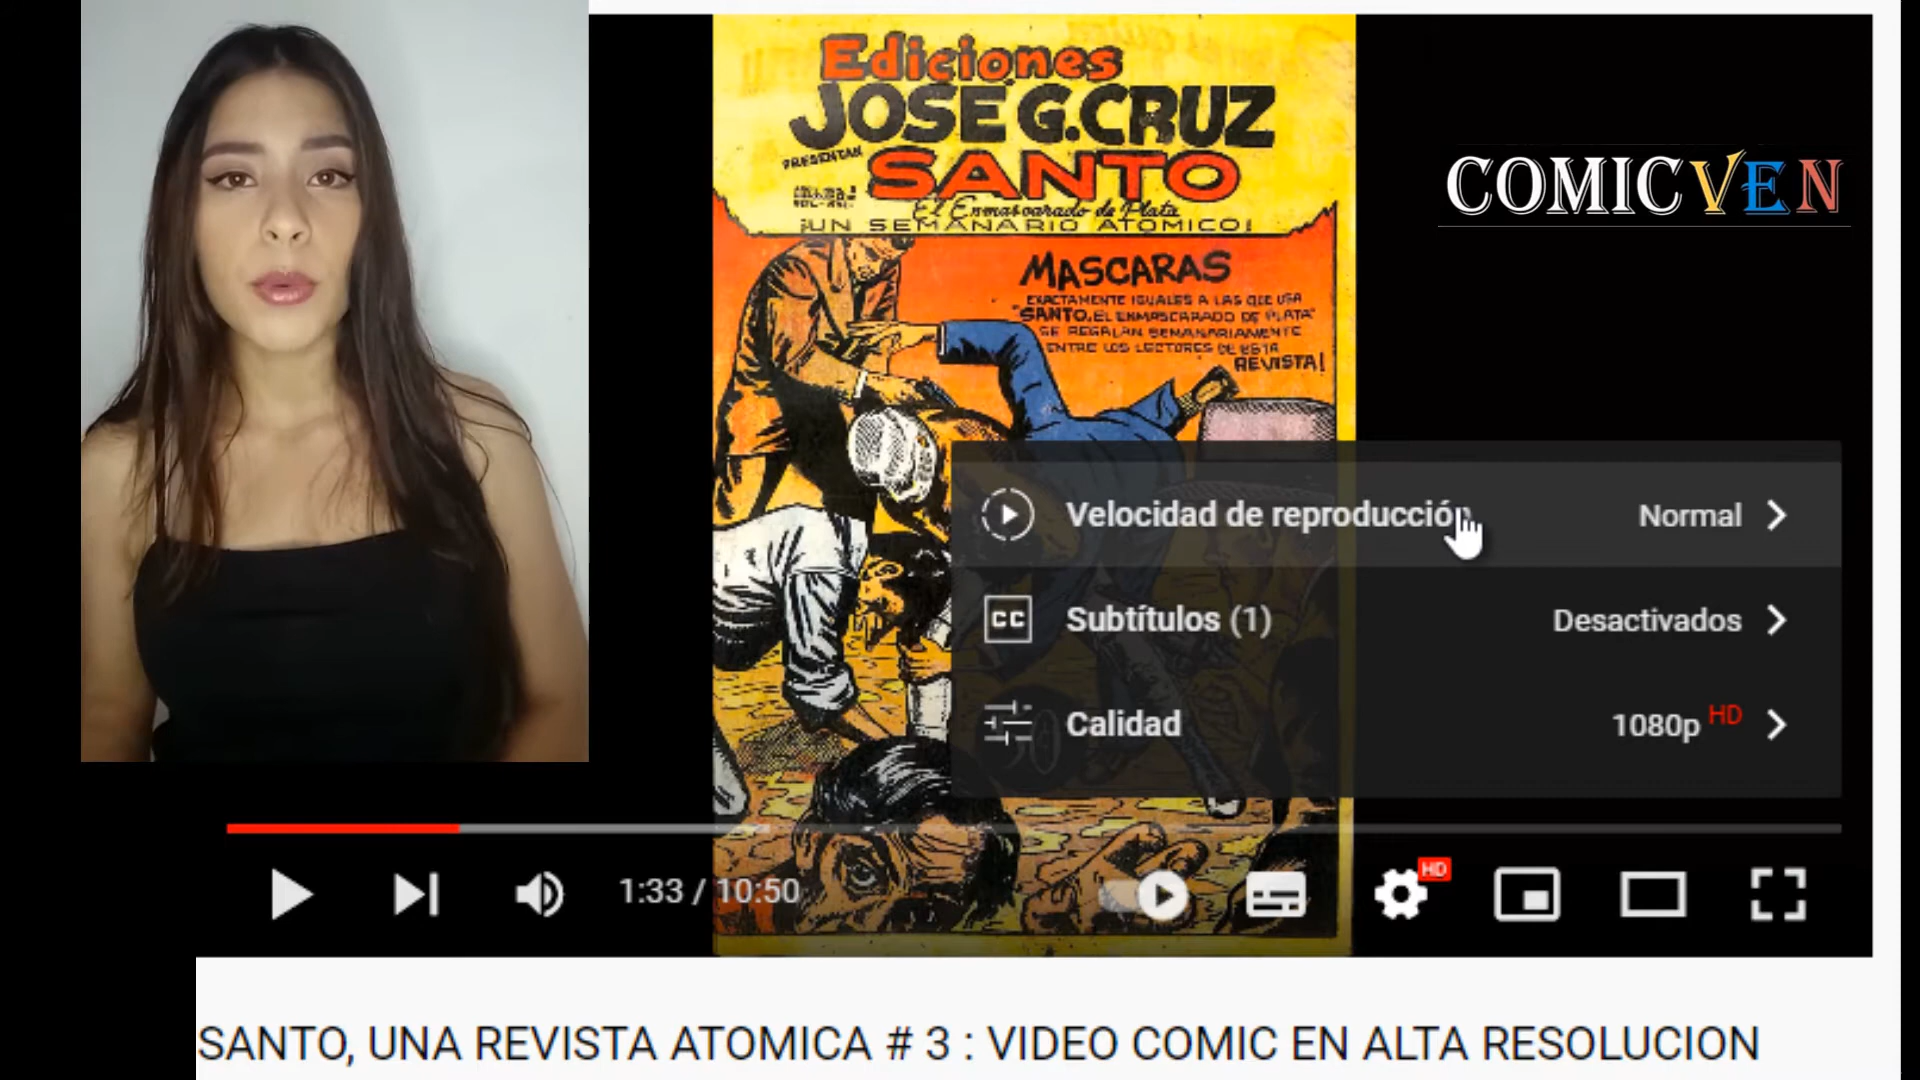 Ediciones
JOSE G. CRUZ
PRESENTAN
SANTO
El Enmascarado de Plata
¡UN SEMANARIO ATOMICO!
COMICVEN
MASCARAS
EXACTAMENTE IGUALES A LAS QUE USA
"SANTO, EL ENMASCARADO DE PLATA"
SE REGALAN SEMANARIAMENTE
ENTRE LOS LECTORES DE ESTA
REVISTA!
Velocidad de reproducción Normal
CC Subtítulos (1) Desactivados
Calidad 1080p HD
1:33 / 10:50
HD
SANTO, UNA REVISTA ATOMICA # 3 : VIDEO COMIC EN ALTA RESOLUCION